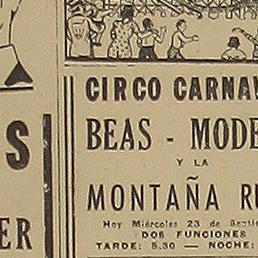 CIRCO CARNAV
BEAS - MODE
Y LA
MONTAÑA RU
Hoy Miércoles 23 de Septie
DOS FUNCIONES
TARDE: 5.30 — NOCHE:
S
ER